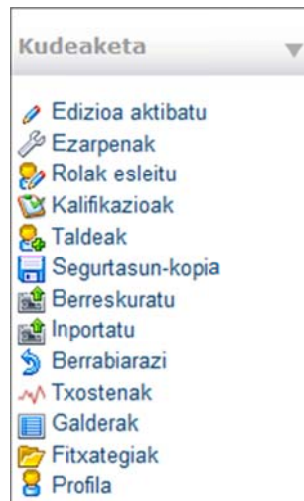 Kudeaketa
Edizioa aktibatu
Ezarpenak
Rolak esleitu
Kalifikazioak
Taldeak
Segurtasun-kopia
Berreskuratu
Inportatu
Berrabiarazi
Txostenak
Galderak
Fitxategiak
Profila